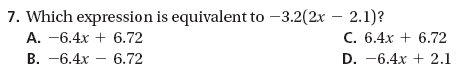 7. Which expression is equivalent to −3.2(2x − 2.1)?
A. −6.4x + 6.72 C. 6.4x + 6.72
B. −6.4x − 6.72 D. −6.4x + 2.1